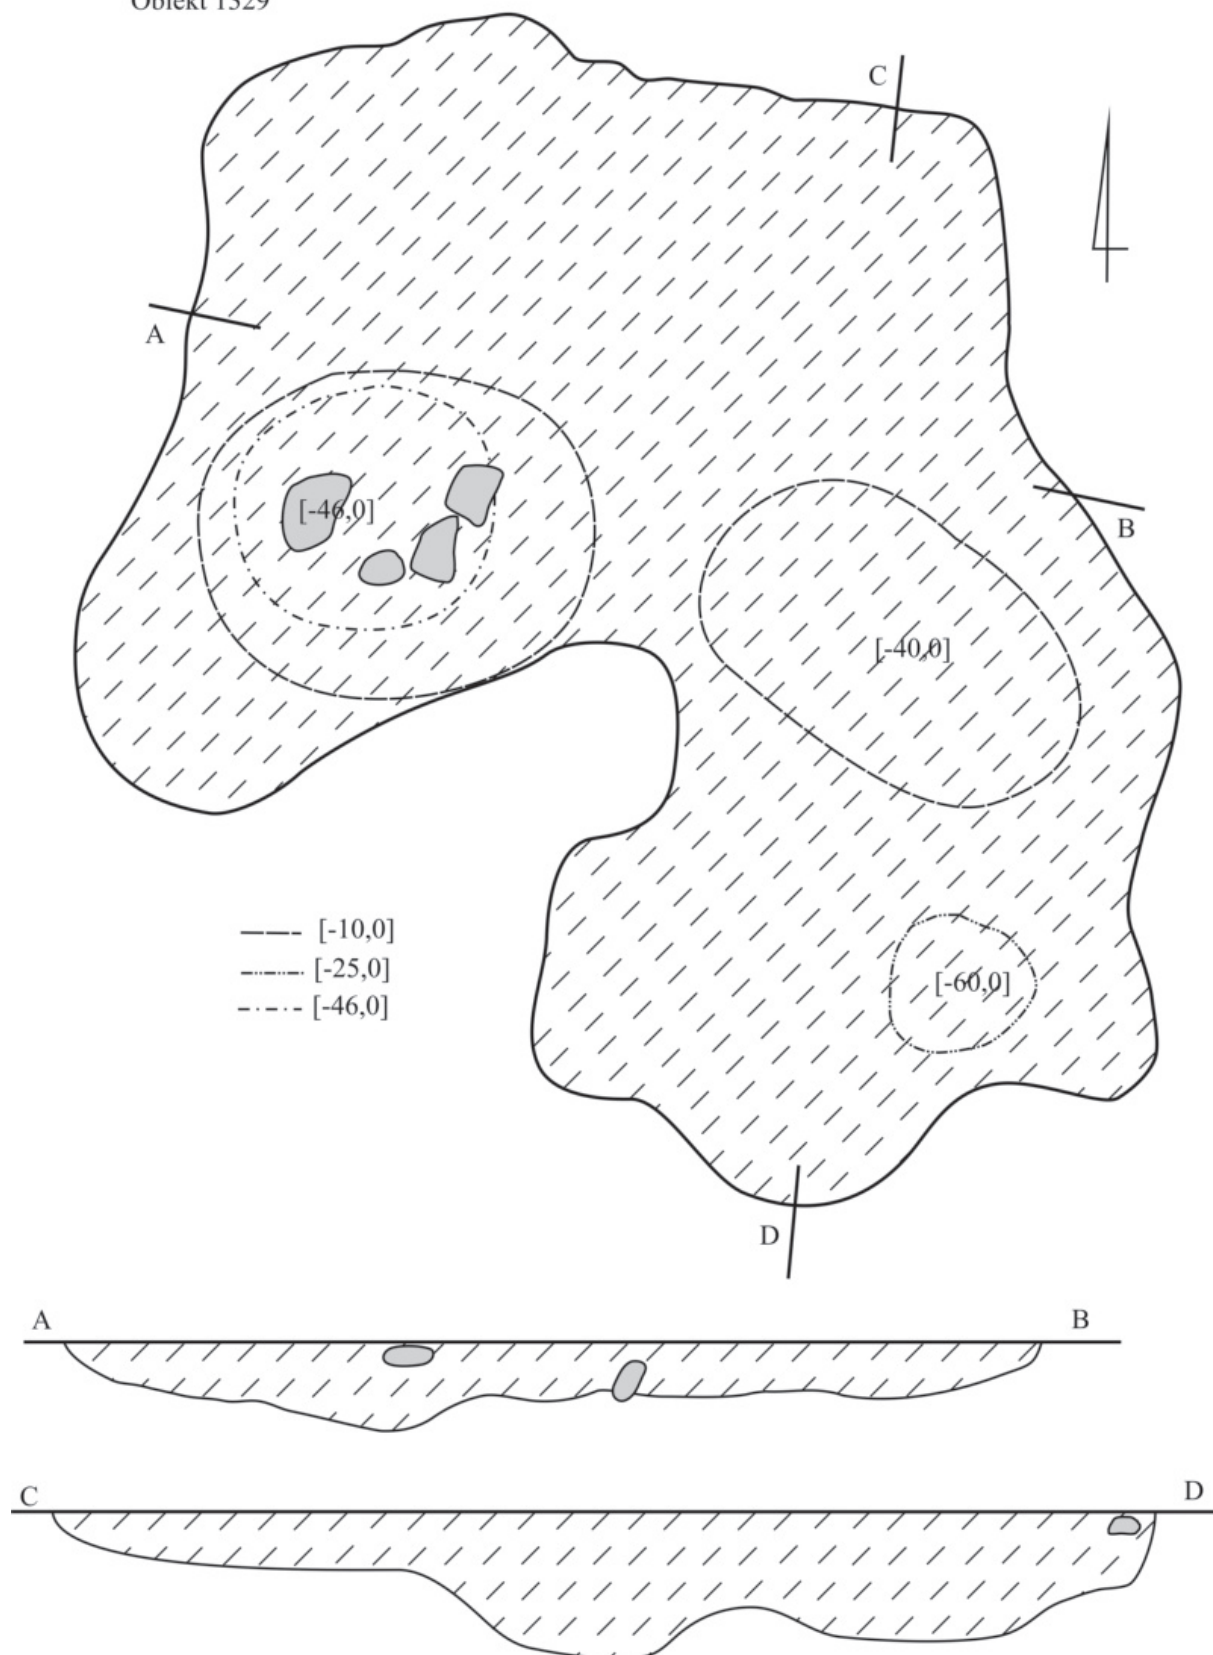 Objekt 1329
C
A
[-46,0]
B
[-40,0]
[-10,0]
[-25,0]
[-60,0]
[-46,0]
D
A B
C D